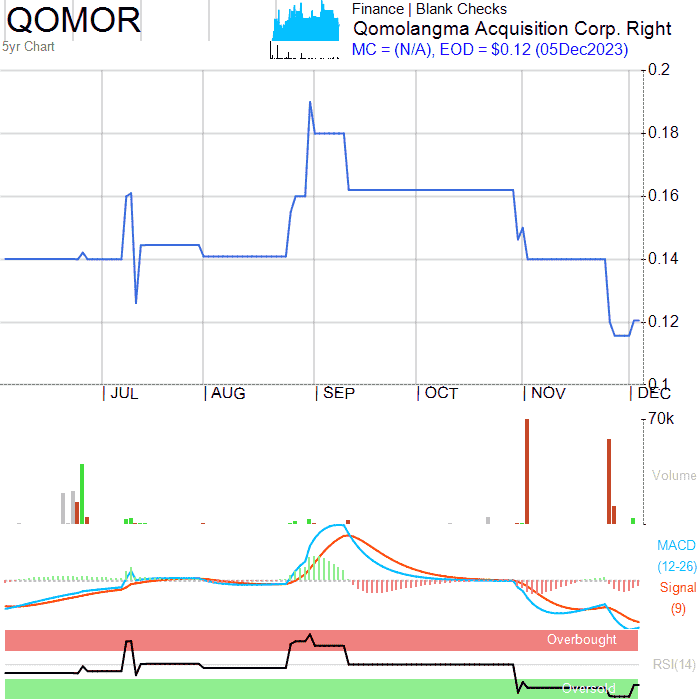 QOMOR
5yr Chart
Finance | Blank Checks
Qomolangma Acquisition Corp. Right
MC = (N/A), EOD = $0.12 (05Dec2023)
0.2
0.18
0.16
0.14
0.12
0.1
| JUL | AUG | SEP | OCT | NOV | DEC
70k
Volume
MACD
(12-26)
Signal
(9)
Overbought
RSI(14)
Oversold